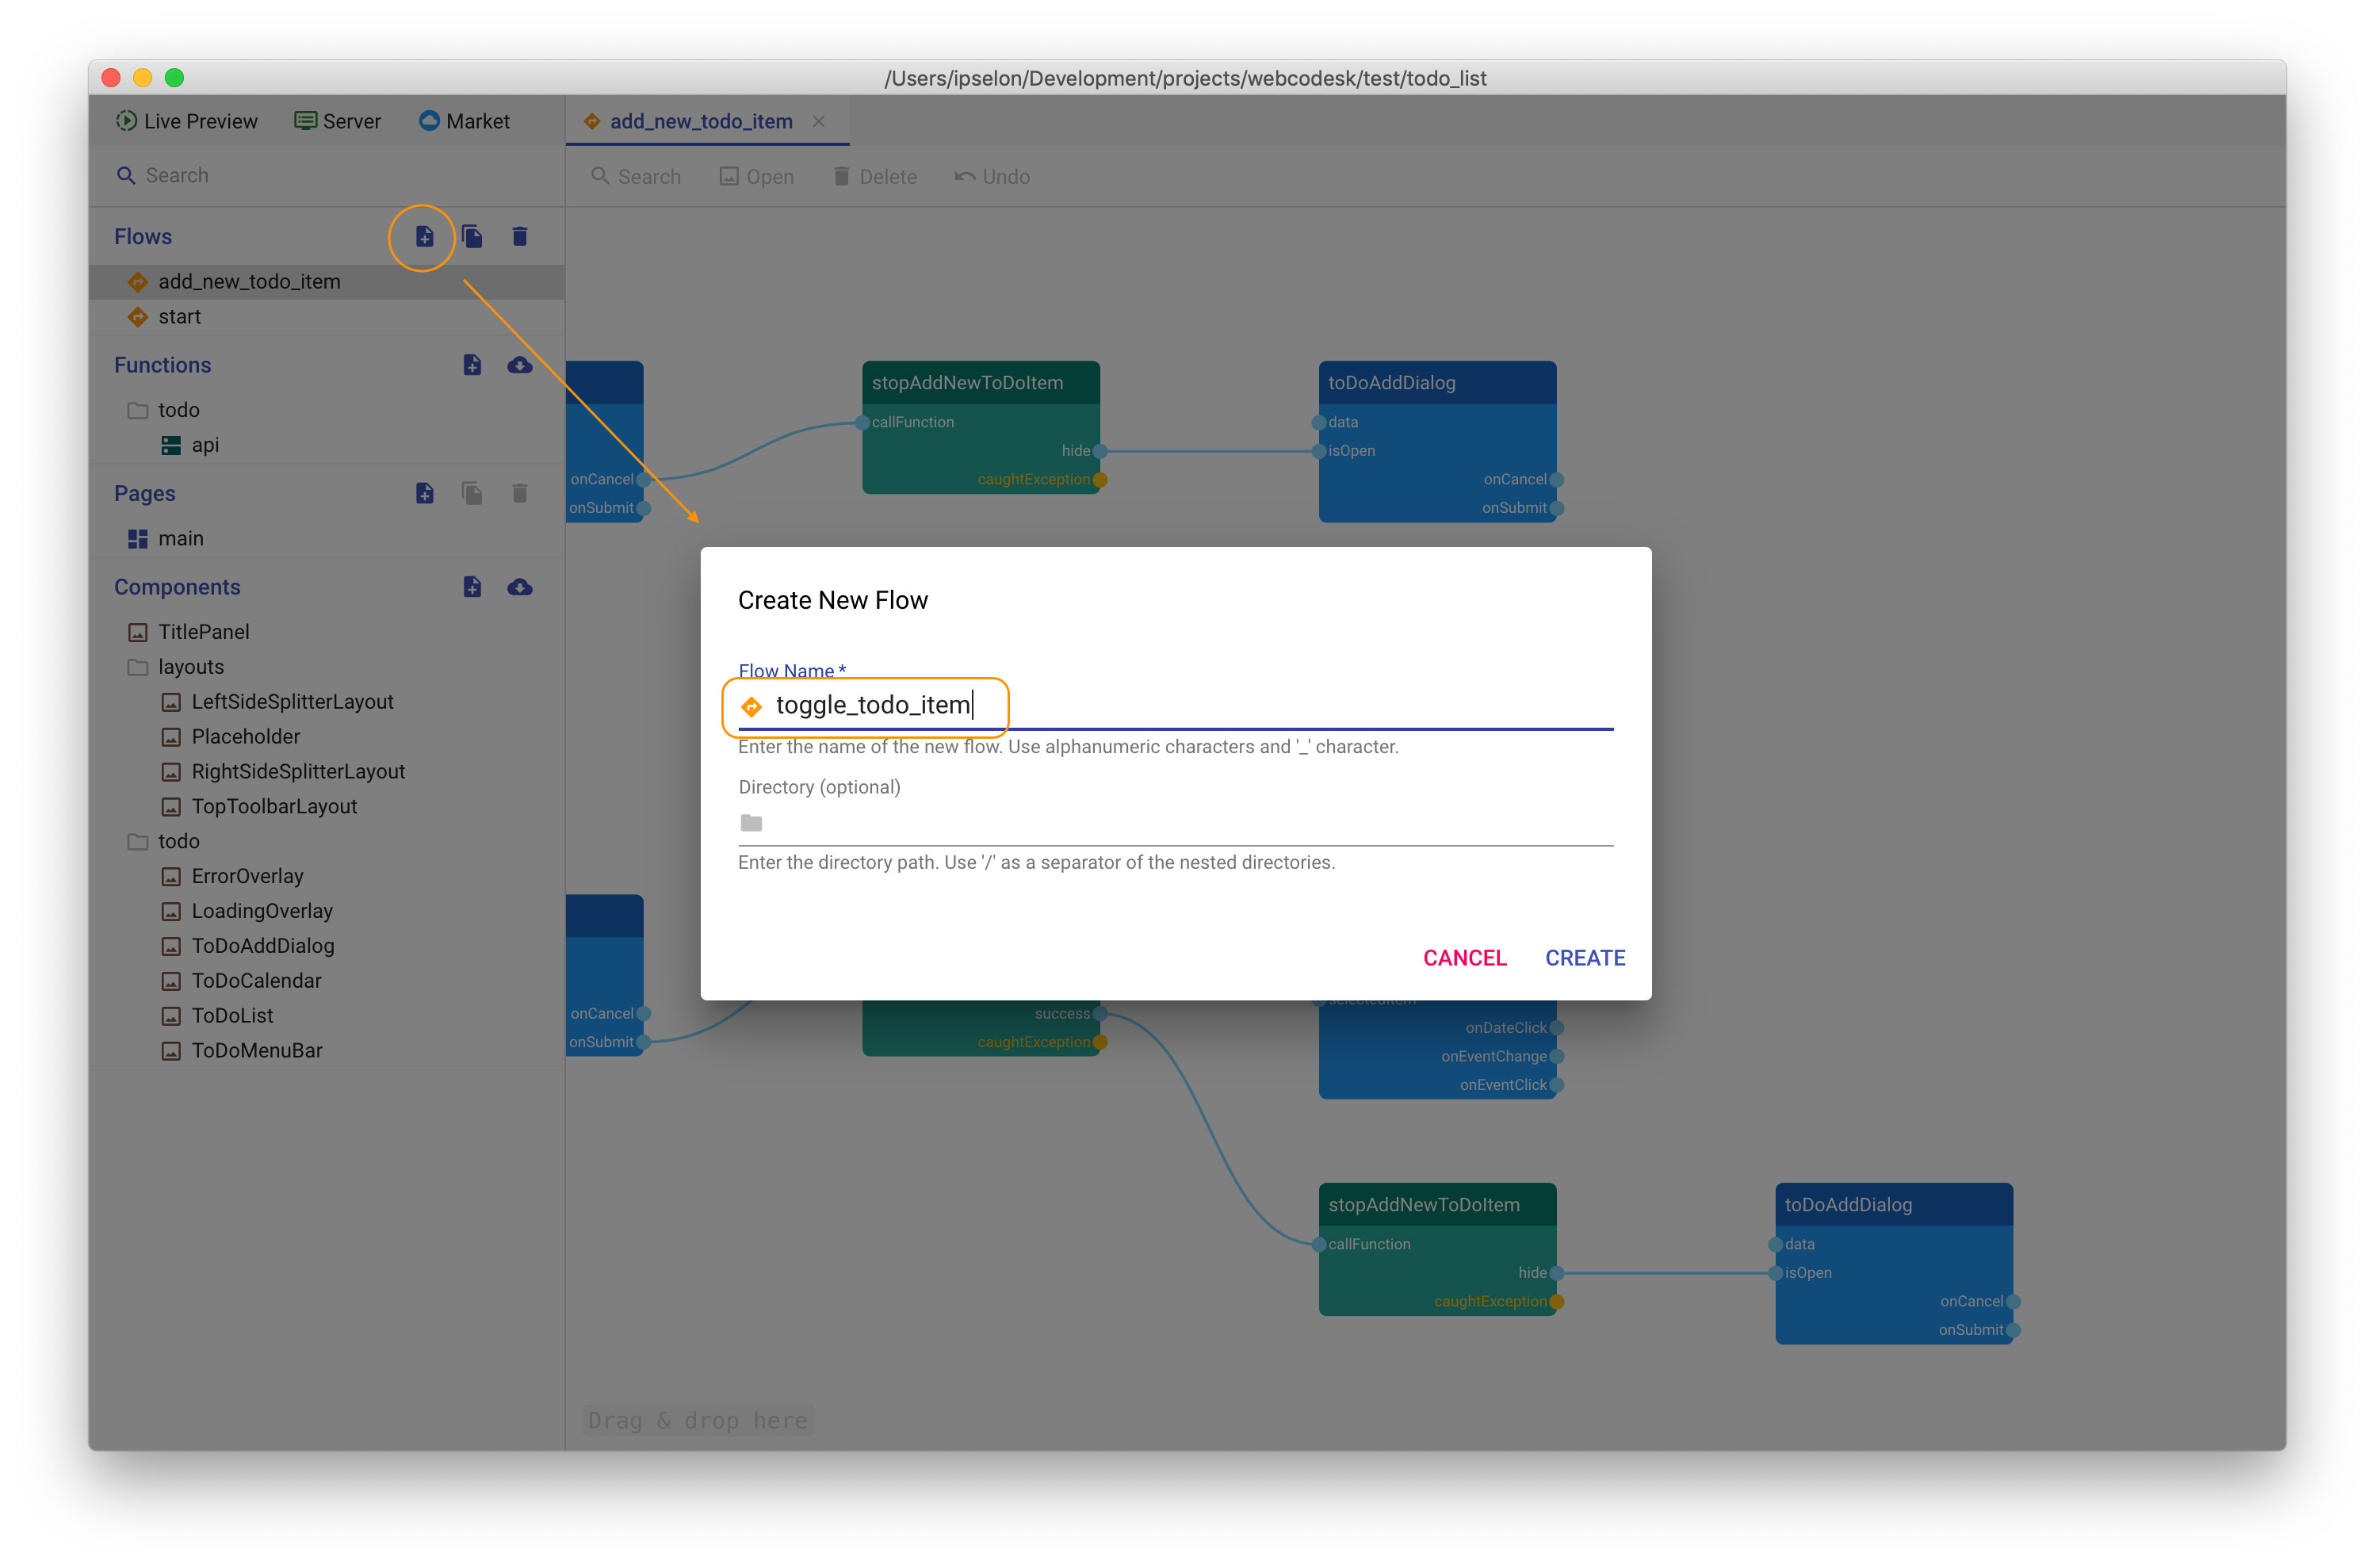 /Users/ipselon/Development/projects/webcodesk/test/todo_list
Live Preview
Server
Market
add_new_todo_item
Search
Search
Open
Delete
Undo
Flows
add_new_todo_item
start
Functions
todo
api
Pages
main
Components
TitlePanel
layouts
LeftSideSplitterLayout
Placeholder
RightSideSplitterLayout
TopToolbarLayout
todo
ErrorOverlay
LoadingOverlay
ToDoAddDialog
ToDoCalendar
ToDoList
ToDoMenuBar
onCancel
onSubmit
stopAddNewToDoItem
callFunction
hide
caughtException
toDoAddDialog
data
isOpen
onCancel
onSubmit
Create New Flow
Flow Name *
toggle_todo_item
Enter the name of the new flow. Use alphanumeric characters and '_' character.
Directory (optional)
Enter the directory path. Use '/' as a separator of the nested directories.
CANCEL
CREATE
onCancel
onSubmit
success
caughtException
selectedItem
onDateClick
onEventChange
onEventClick
stopAddNewToDoItem
callFunction
hide
caughtException
toDoAddDialog
data
isOpen
onCancel
onSubmit
Drag & drop here